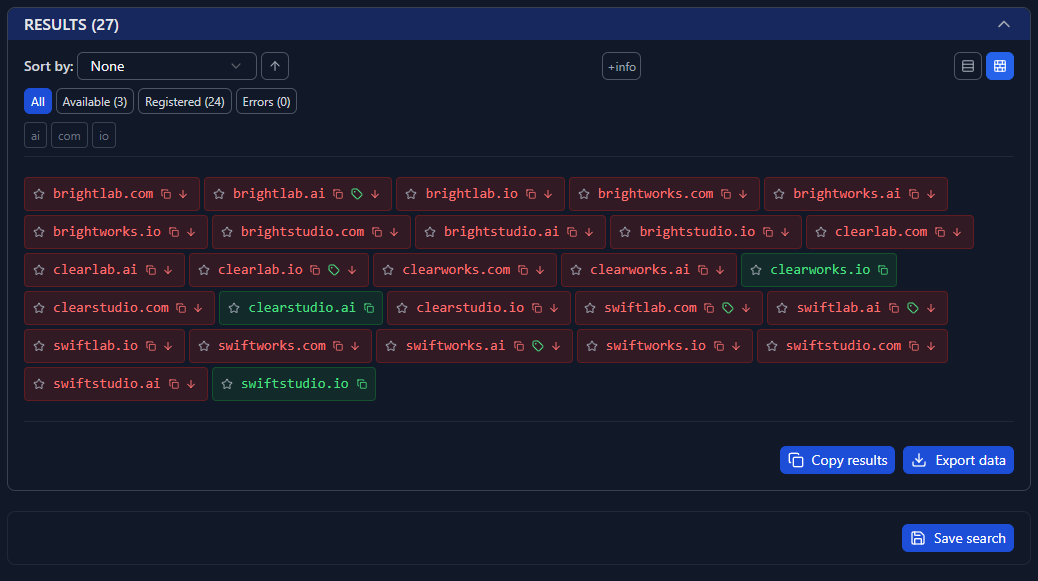 RESULTS (27)
Sort by: None +info
All Available (3) Registered (24) Errors (0)
ai com io
brightlab.com brightlab.ai brightlab.io brightworks.com brightworks.ai
brightworks.io brightstudio.com brightstudio.ai brightstudio.io clearlab.com
clearlab.ai clearlab.io clearworks.com clearworks.ai clearworks.io
clearstudio.com clearstudio.ai clearstudio.io swiftlab.com swiftlab.ai
swiftlab.io swiftworks.com swiftworks.ai swiftworks.io swiftstudio.com
swiftstudio.ai swiftstudio.io
Copy results Export data
Save search